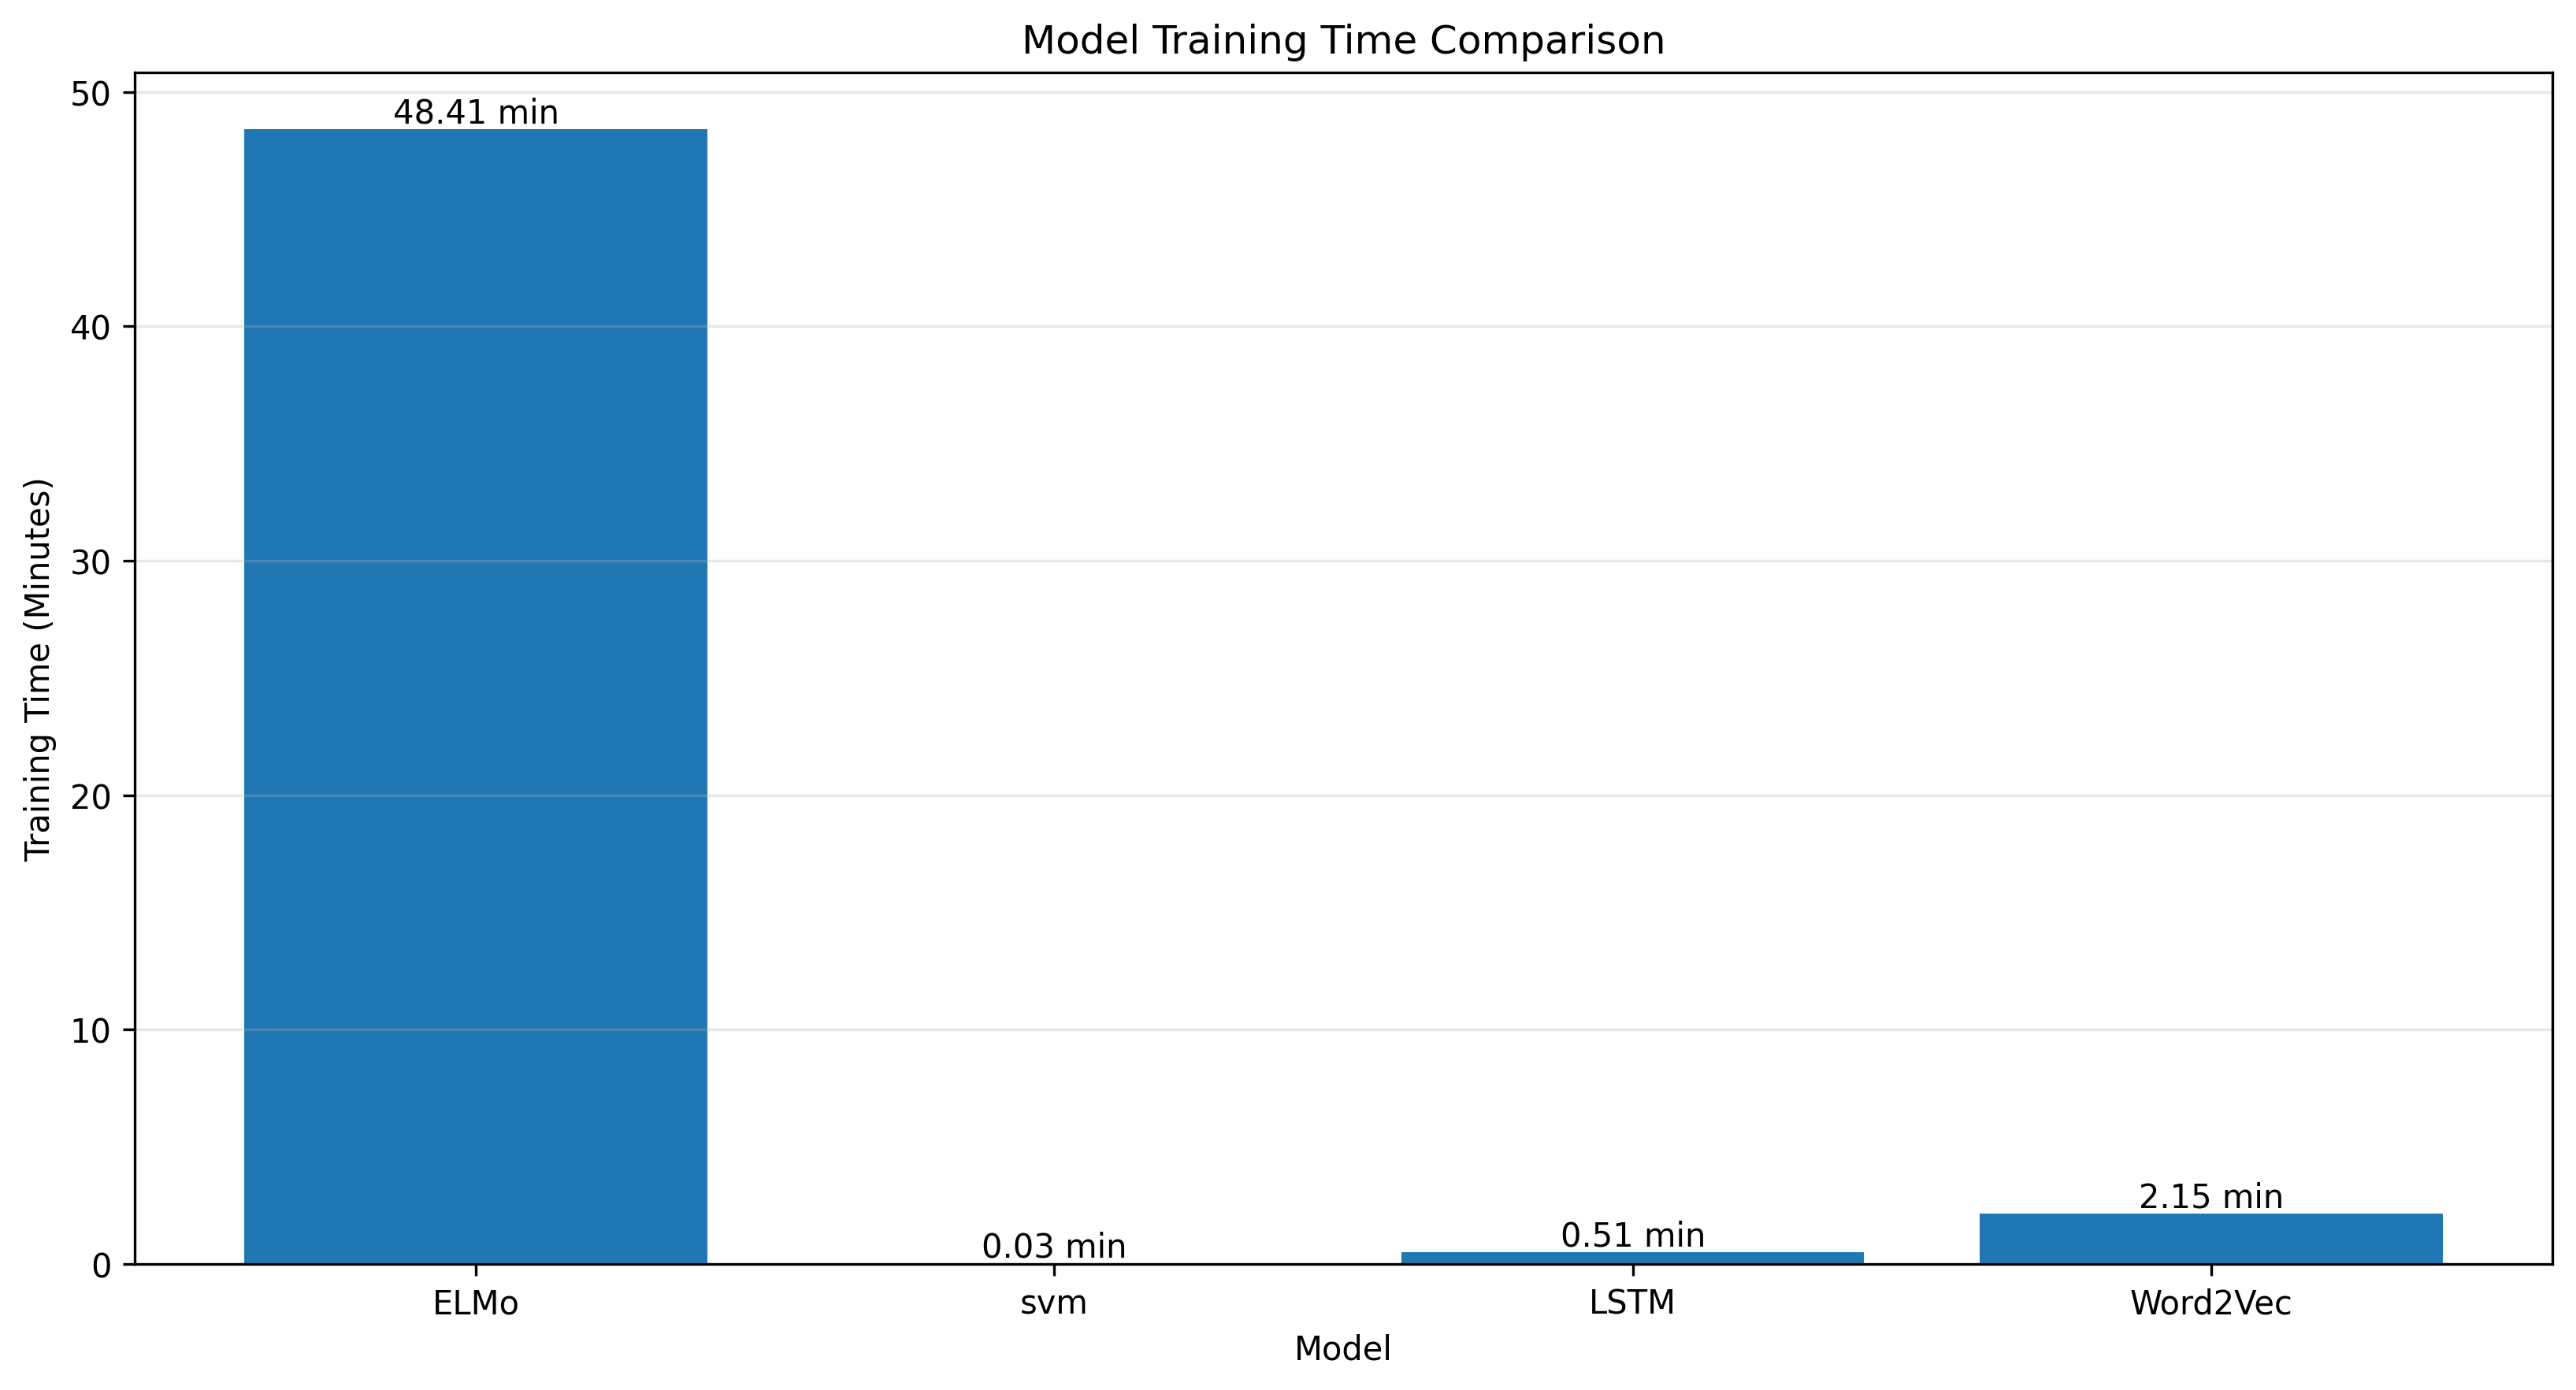 Model Training Time Comparison
50
40
30
20
10
0
Training Time (Minutes)
48.41 min
0.03 min
0.51 min
2.15 min
ELMo
svm
LSTM
Word2Vec
Model